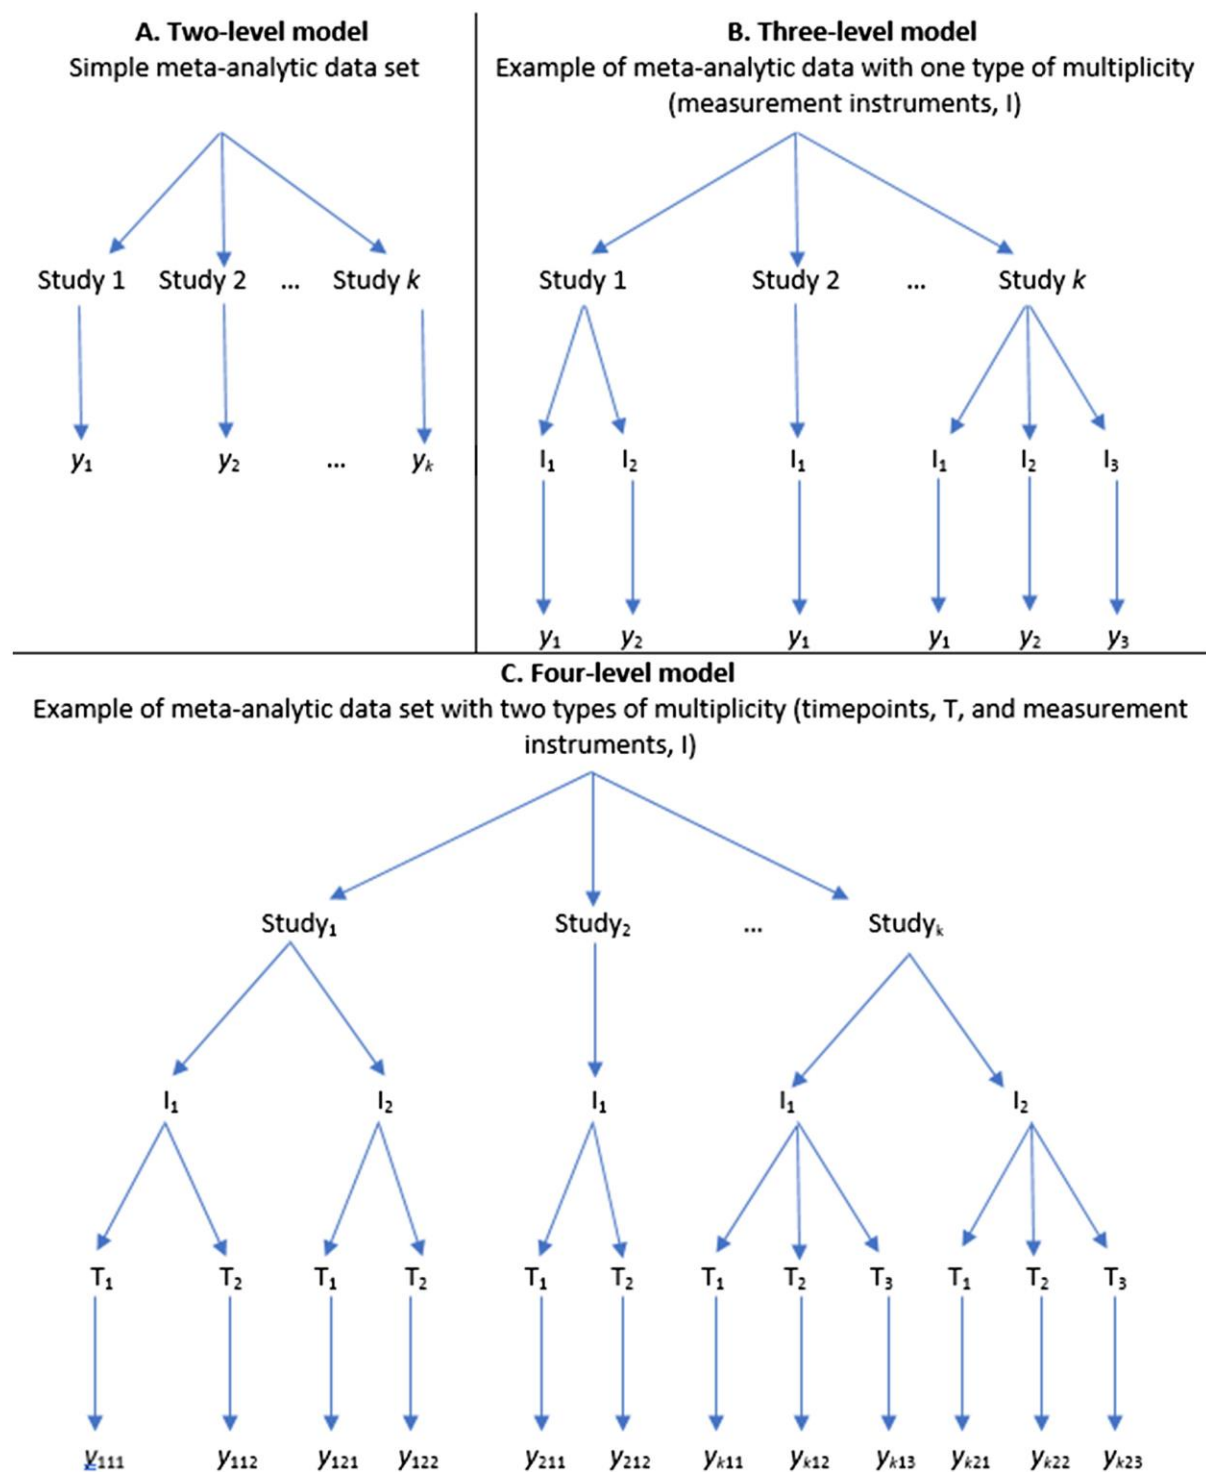 A. Two-level model
Simple meta-analytic data set
Study 1 Study 2 ... Study k
y₁ y₂ ... yₖ
B. Three-level model
Example of meta-analytic data with one type of multiplicity
(measurement instruments, I)
Study 1 Study 2 ... Study k
I₁ I₂ I₁ I₁ I₂ I₃
y₁ y₂ y₁ y₁ y₂ y₃
C. Four-level model
Example of meta-analytic data set with two types of multiplicity (timepoints, T, and measurement
instruments, I)
Study₁ Study₂ ... Studyₖ
I₁ I₂ I₁ I₁ I₂
T₁ T₂ T₁ T₂ T₁ T₂ T₁ T₂ T₃ T₁ T₂ T₃
y₁₁₁ y₁₁₂ y₁₂₁ y₁₂₂ y₂₁₁ y₂₁₂ yₖ₁₁ yₖ₁₂ yₖ₁₃ yₖ₂₁ yₖ₂₂ yₖ₂₃